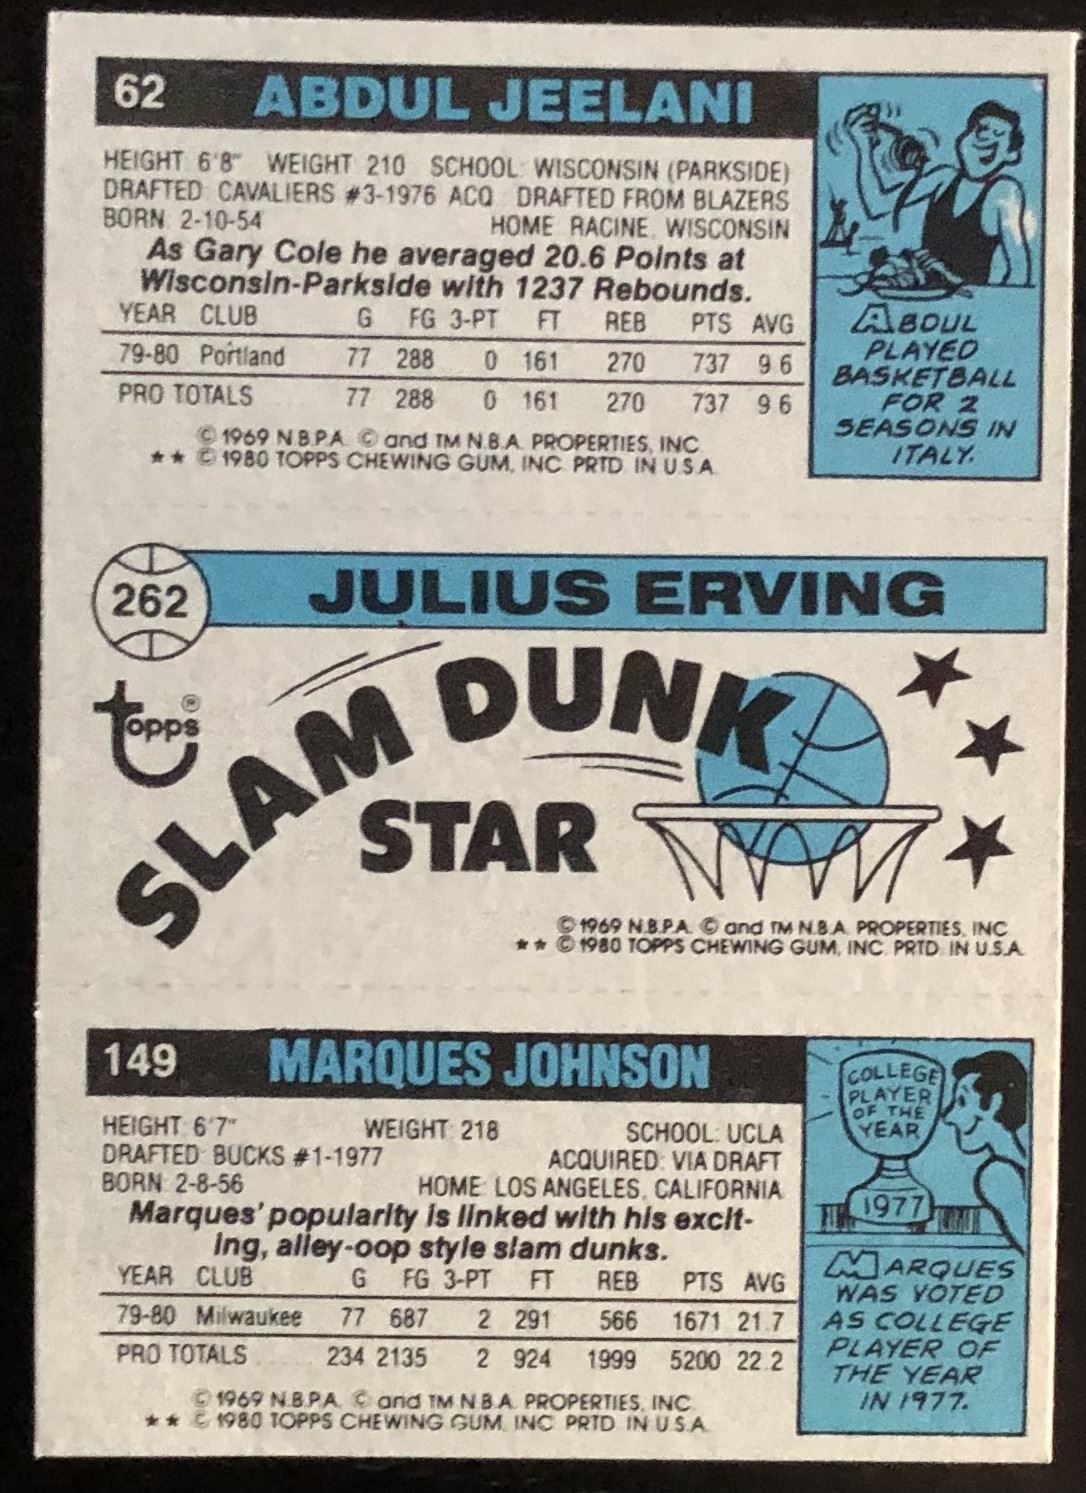 62 ABDUL JEELANI
HEIGHT: 6'8" WEIGHT: 210 SCHOOL: WISCONSIN (PARKSIDE)
DRAFTED: CAVALIERS #3-1976 ACQ: DRAFTED FROM BLAZERS
BORN: 2-10-54 HOME: RACINE, WISCONSIN
As Gary Cole he averaged 20.6 Points at
Wisconsin-Parkside with 1237 Rebounds.
YEAR CLUB G FG 3-PT FT REB PTS AVG
79-80 Portland 77 288 0 161 270 737 9.6
PRO TOTALS 77 288 0 161 270 737 9.6
© 1969 N.B.P.A. © and TM N.B.A. PROPERTIES, INC.
★★ © 1980 TOPPS CHEWING GUM, INC. PRTD. IN U.S.A.
ABDUL
PLAYED
BASKETBALL
FOR 2
SEASONS IN
ITALY.
262 JULIUS ERVING
Topps®
SLAM DUNK
STAR
© 1969 N.B.P.A. © and TM N.B.A. PROPERTIES, INC.
★★ © 1980 TOPPS CHEWING GUM, INC. PRTD. IN U.S.A.
149 MARQUES JOHNSON
HEIGHT: 6'7" WEIGHT: 218 SCHOOL: UCLA
DRAFTED: BUCKS #1-1977 ACQUIRED: VIA DRAFT
BORN: 2-8-56 HOME: LOS ANGELES, CALIFORNIA
Marques' popularity is linked with his excit-
ing, alley-oop style slam dunks.
YEAR CLUB G FG 3-PT FT REB PTS AVG
79-80 Milwaukee 77 687 2 291 566 1671 21.7
PRO TOTALS 234 2135 2 924 1999 5200 22.2
© 1969 N.B.P.A. © and TM N.B.A. PROPERTIES, INC.
★★ © 1980 TOPPS CHEWING GUM, INC. PRTD. IN U.S.A.
COLLEGE
PLAYER
OF THE
YEAR
1977
MARQUES
WAS VOTED
AS COLLEGE
PLAYER OF
THE YEAR
IN 1977.